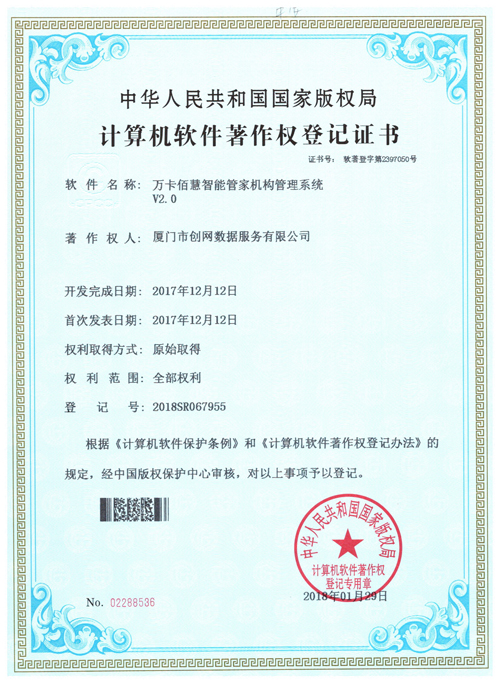 中华人民共和国国家版权局
计算机软件著作权登记证书
证书号： 软著登字第2397050号
软件名称： 万卡佰慧智能管家机构管理系统
V2.0
著作权人： 厦门市创网数据服务有限公司
开发完成日期： 2017年12月12日
首次发表日期： 2017年12月12日
权利取得方式： 原始取得
权利范围： 全部权利
登记号： 2018SR067955
根据《计算机软件保护条例》和《计算机软件著作权登记办法》的
规定，经中国版权保护中心审核，对以上事项予以登记。
中华人民共和国国家版权局
计算机软件著作权
登记专用章
2018年01月29日
No. 02288536